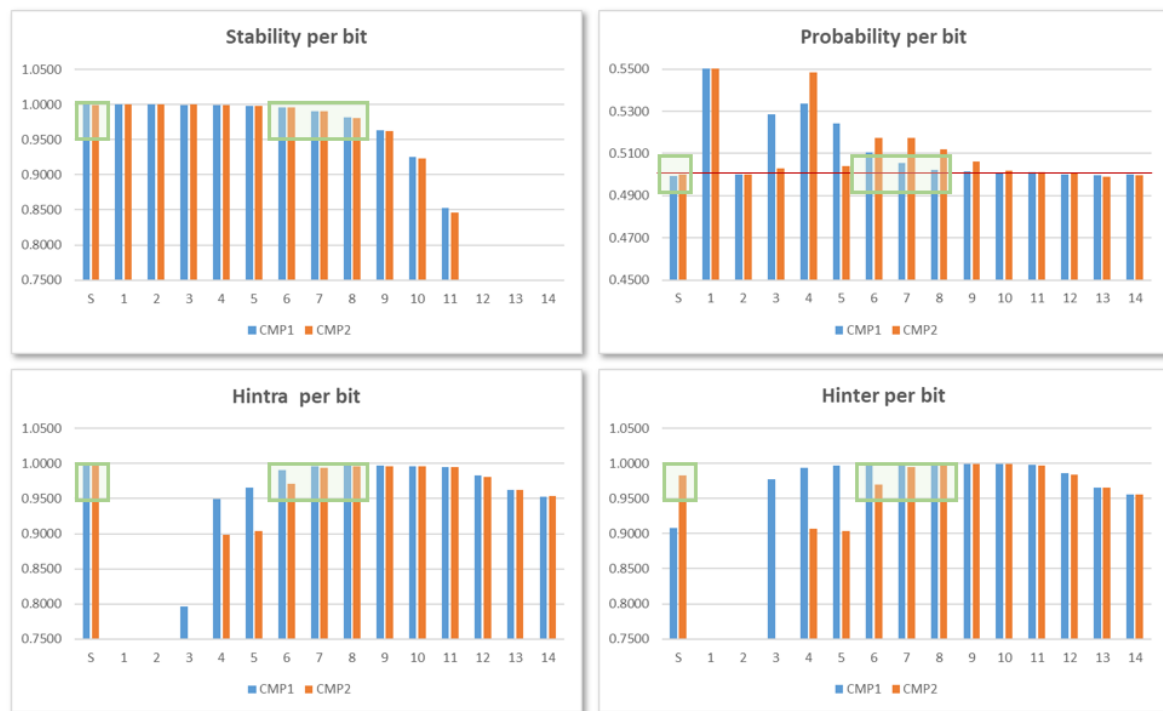 Stability per bit
1.0500
1.0000
0.9500
0.9000
0.8500
0.8000
0.7500
S 1 2 3 4 5 6 7 8 9 10 11 12 13 14
CMP1 CMP2
Probability per bit
0.5500
0.5300
0.5100
0.4900
0.4700
0.4500
S 1 2 3 4 5 6 7 8 9 10 11 12 13 14
CMP1 CMP2
Hintra per bit
1.0500
1.0000
0.9500
0.9000
0.8500
0.8000
0.7500
S 1 2 3 4 5 6 7 8 9 10 11 12 13 14
CMP1 CMP2
Hinter per bit
1.0500
1.0000
0.9500
0.9000
0.8500
0.8000
0.7500
S 1 2 3 4 5 6 7 8 9 10 11 12 13 14
CMP1 CMP2